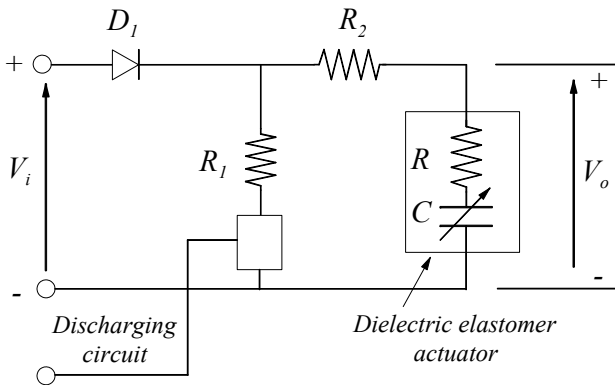 D1
R2
+
+
R1
R
Vi
Vo
C
-
-
Discharging
circuit
Dielectric elastomer
actuator